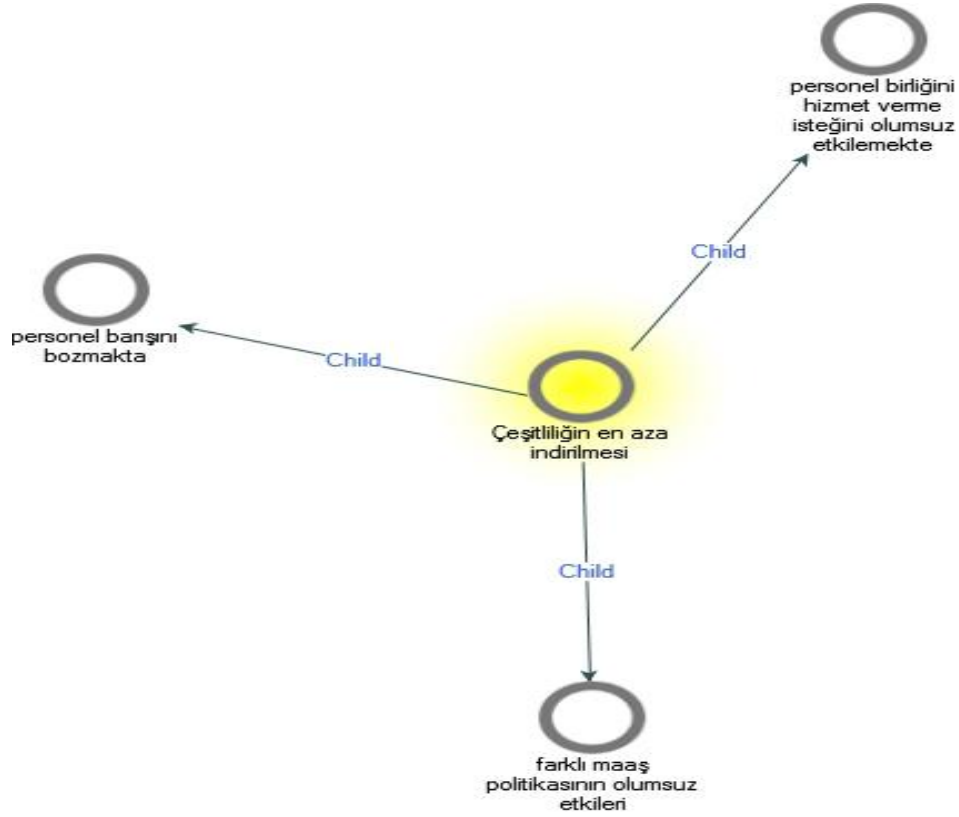 personel birliğini
hizmet verme
isteğini olumsuz
etkilemekte
Child
personel barışını
bozmakta
Child
Çeşitliliğin en aza
indirilmesi
Child
farklı maaş
politikasının olumsuz
etkileri